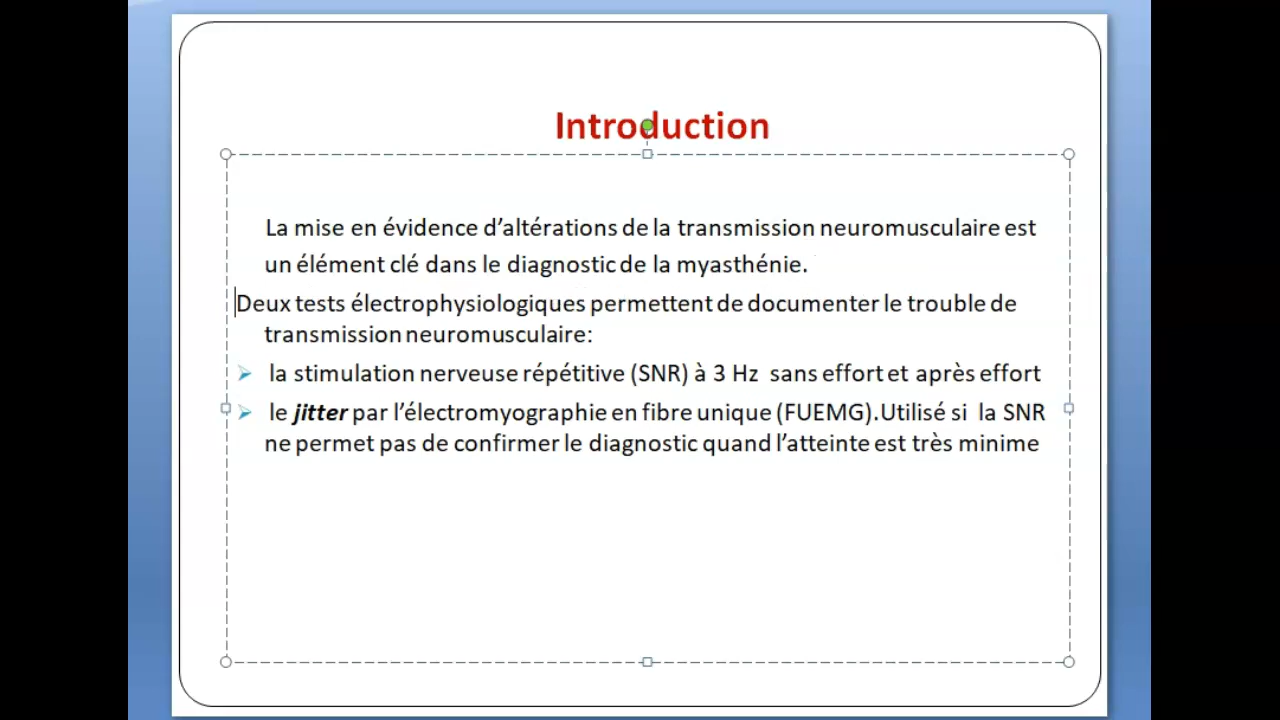 Introduction
La mise en évidence d’altérations de la transmission neuromusculaire est
un élément clé dans le diagnostic de la myasthénie.
Deux tests électrophysiologiques permettent de documenter le trouble de
transmission neuromusculaire:
la stimulation nerveuse répétitive (SNR) à 3 Hz sans effort et après effort
le jitter par l’électromyographie en fibre unique (FUEMG).Utilisé si la SNR
ne permet pas de confirmer le diagnostic quand l’atteinte est très minime